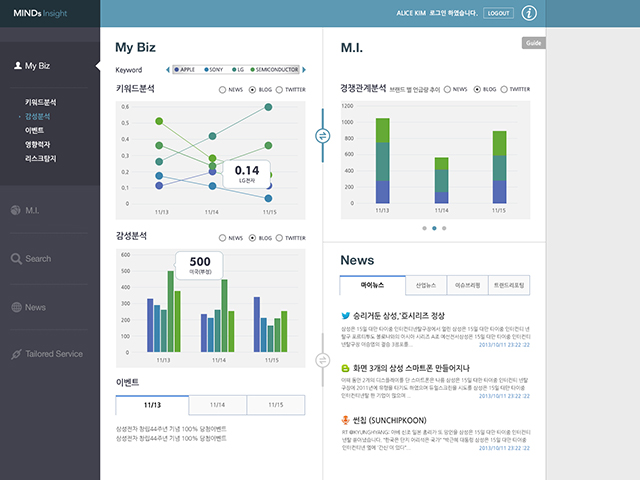 MINDs Insight
ALICE KIM 로그인 하였습니다.
LOGOUT
My Biz
키워드분석
감성분석
이벤트
영향력자
리스크탐지
M.I.
Search
News
Tailored Service
My Biz
Keyword
APPLE SONY LG SEMICONDUCTOR
키워드분석
NEWS BLOG TWITTER
0.6
0.5
0.4
0.3
0.2
0.1
0
0.14
LG전자
11/13 11/14 11/15
감성분석
NEWS BLOG TWITTER
600
500
400
300
200
100
0
500
미국(부정)
11/13 11/14 11/15
이벤트
11/13 11/14 11/15
삼성전자 창립44주년 기념 100% 당첨이벤트
삼성전자 창립44주년 기념 100% 당첨이벤트
M.I.
Guide
경쟁관계분석 브랜드 별 언급량 추이
NEWS BLOG TWITTER
1200
1000
800
600
400
200
0
11/13 11/14 11/15
News
마이뉴스 산업뉴스 이슈브리핑 트렌드리포팅
승리거둔 삼성,'호시리즈 정상
삼성은 15일 대만 타이중 인터컨티넨탈구장에서 열린 삼성은 15일 대만 타이중 인터컨티넨
2013/10/11 23:22 :22
화면 3개의 삼성 스마트폰 만들어지나
2013/10/11 23:22 :22
썬칩 (SUNCHIPKOON)
2013/10/11 23:22 :22